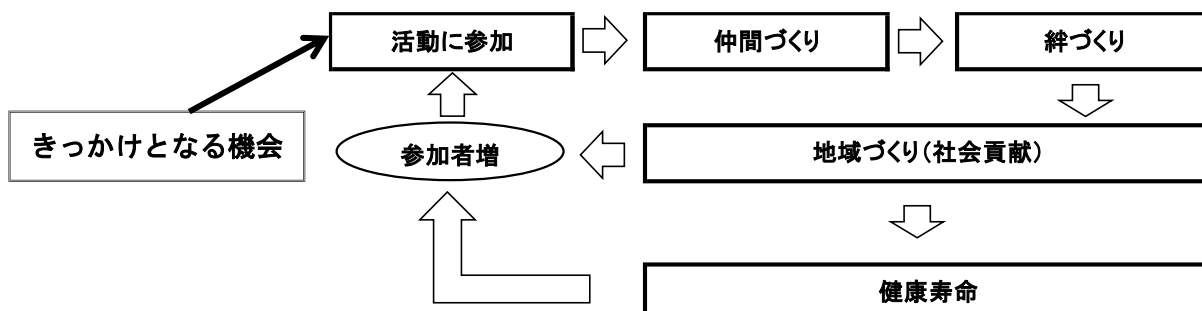 活動に参加
仲間づくり
絆づくり
きっかけとなる機会
参加者増
地域づくり(社会貢献)
健康寿命